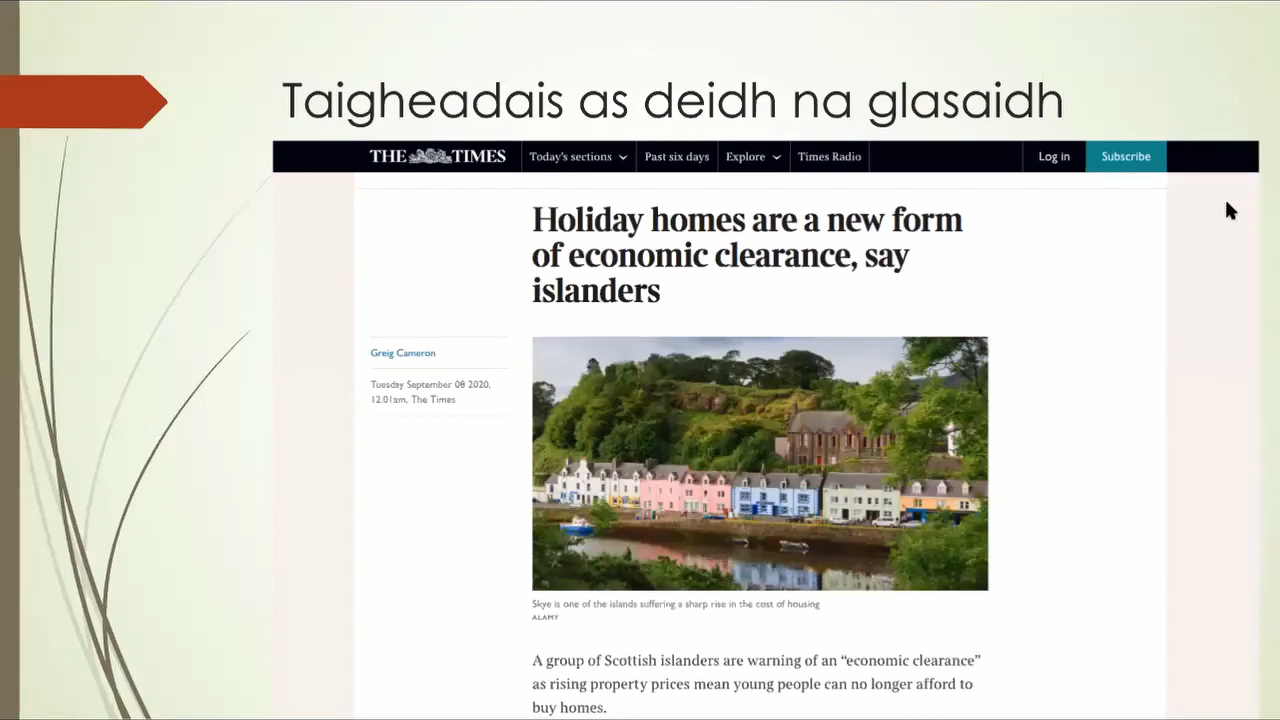 Taigheadais as deidh na glasaidh
THE TIMES Today's sections Past six days Explore Times Radio Log in Subscribe
Holiday homes are a new form
of economic clearance, say
islanders
Greig Cameron
Tuesday September 08 2020,
12.01am, The Times
Skye is one of the islands suffering a sharp rise in the cost of housing
ALAMY
A group of Scottish islanders are warning of an “economic clearance”
as rising property prices mean young people can no longer afford to
buy homes.